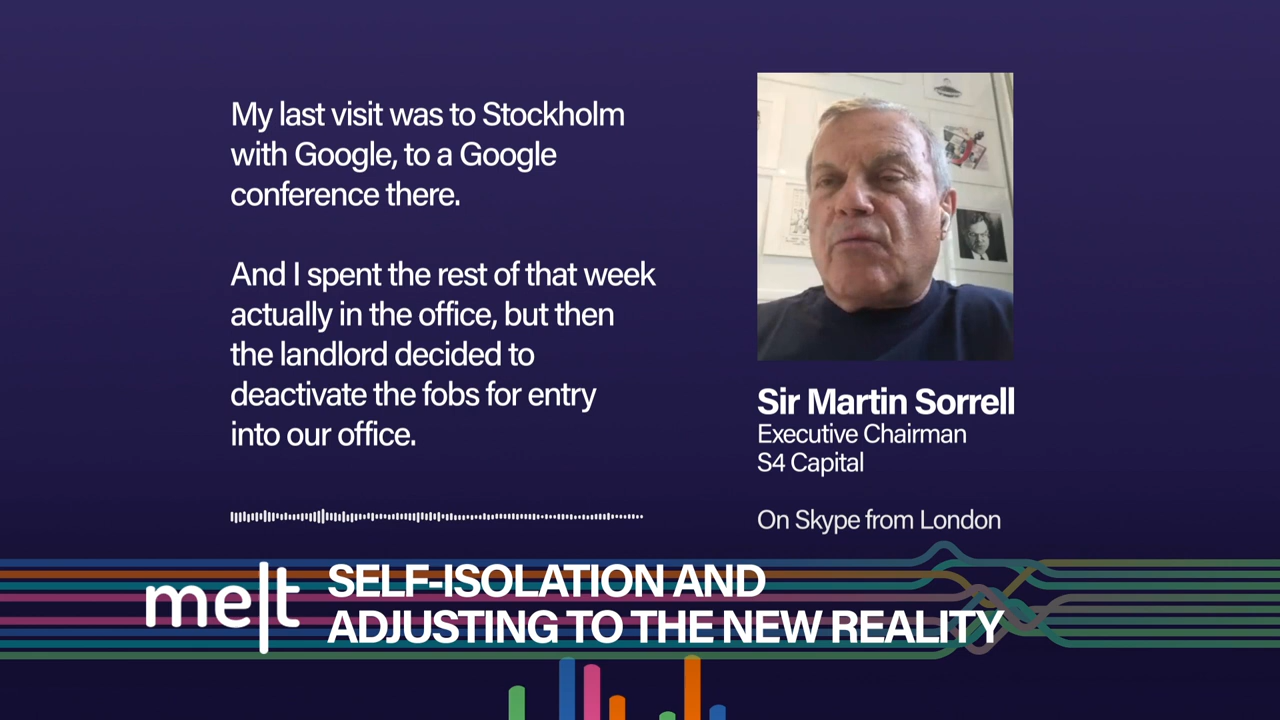 My last visit was to Stockholm
with Google, to a Google
conference there.
And I spent the rest of that week
actually in the office, but then
the landlord decided to
deactivate the fobs for entry
into our office.
Sir Martin Sorrell
Executive Chairman
S4 Capital
On Skype from London
melt
SELF-ISOLATION AND
ADJUSTING TO THE NEW REALITY